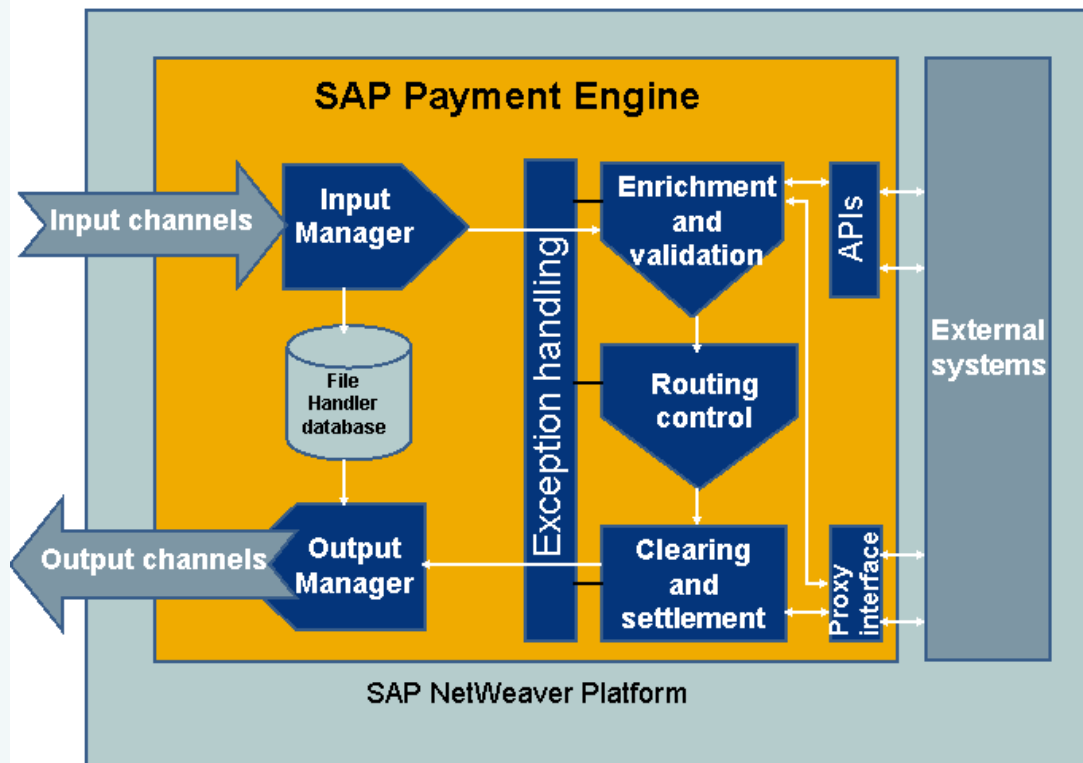 SAP Payment Engine
Input channels
Input
Manager
Exception handling
Enrichment
and
validation
APIs
External
systems
File
Handler
database
Routing
control
Output channels
Output
Manager
Clearing
and
settlement
Proxy
interface
SAP NetWeaver Platform